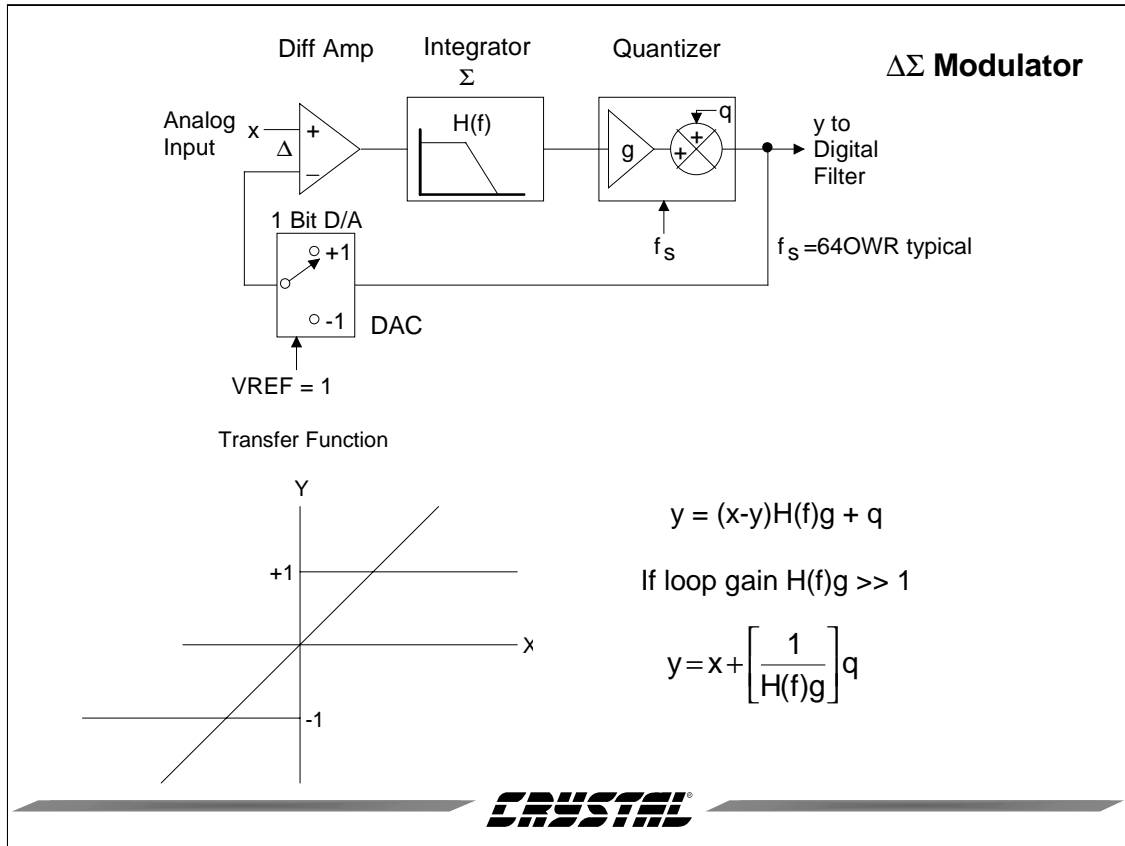 ΔΣ Modulator
Diff Amp
Integrator
Σ
Quantizer
Analog
Input
x
+
Δ
–
H(f)
g
+
+
q
y to
Digital
Filter
1 Bit D/A
+1
-1
DAC
VREF = 1
f s
f s =64OWR typical
Transfer Function
Y
+1
X
-1
y = (x-y)H(f)g + q
If loop gain H(f)g >> 1
y = x + [ 1 / H(f)g ] q
CRYSTAL®